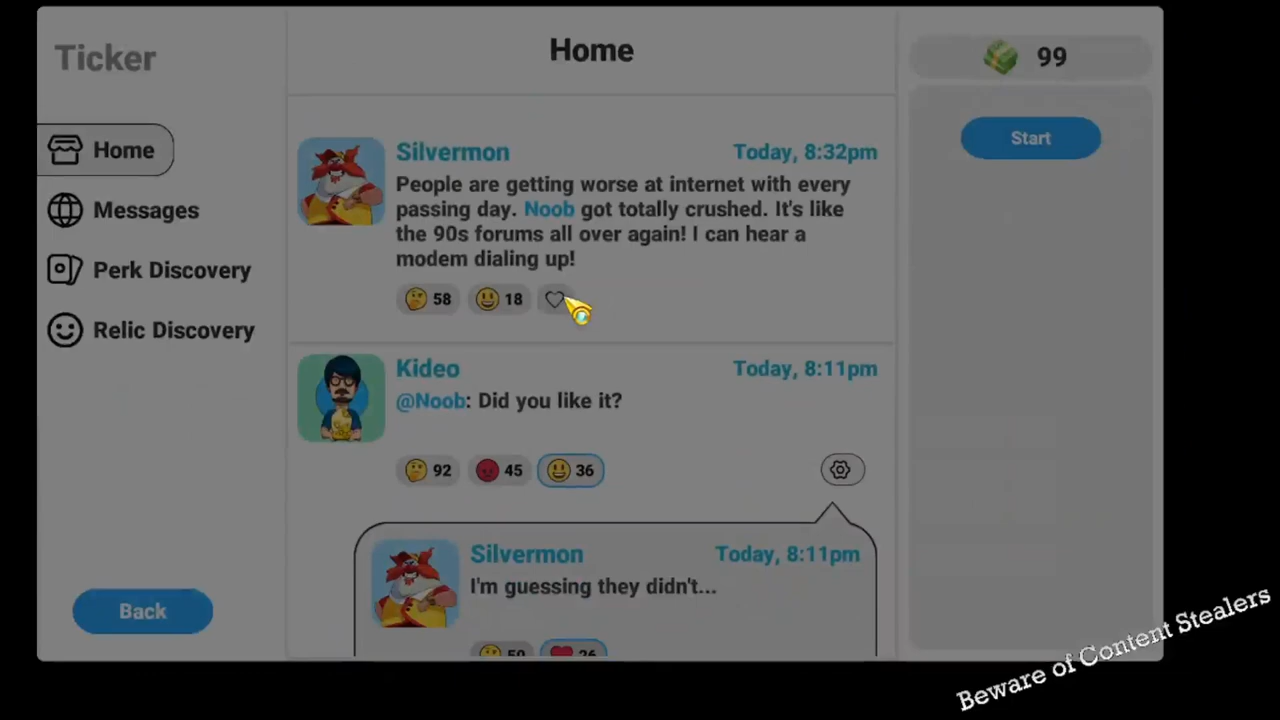 Ticker
Home
Messages
Perk Discovery
Relic Discovery
Back
Home
Silvermon
Today, 8:32pm
People are getting worse at internet with every
passing day. Noob got totally crushed. It's like
the 90s forums all over again! I can hear a
modem dialing up!
58
18
Kideo
Today, 8:11pm
@Noob: Did you like it?
92
45
36
Silvermon
Today, 8:11pm
I'm guessing they didn't...
99
Start
Beware of Content Stealers